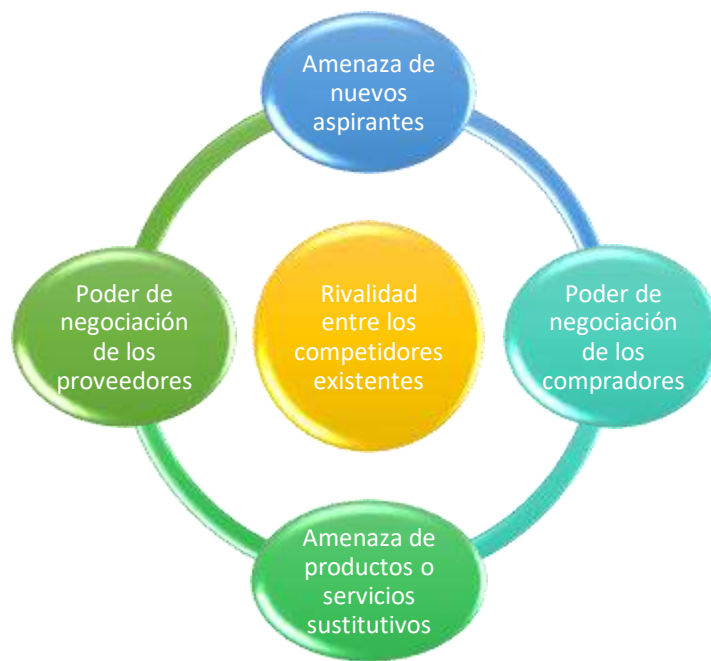 Amenaza de
nuevos
aspirantes
Poder de
negociación
de los
proveedores
Rivalidad
entre los
competidores
existentes
Poder de
negociación
de los
compradores
Amenaza de
productos o
servicios
sustitutivos